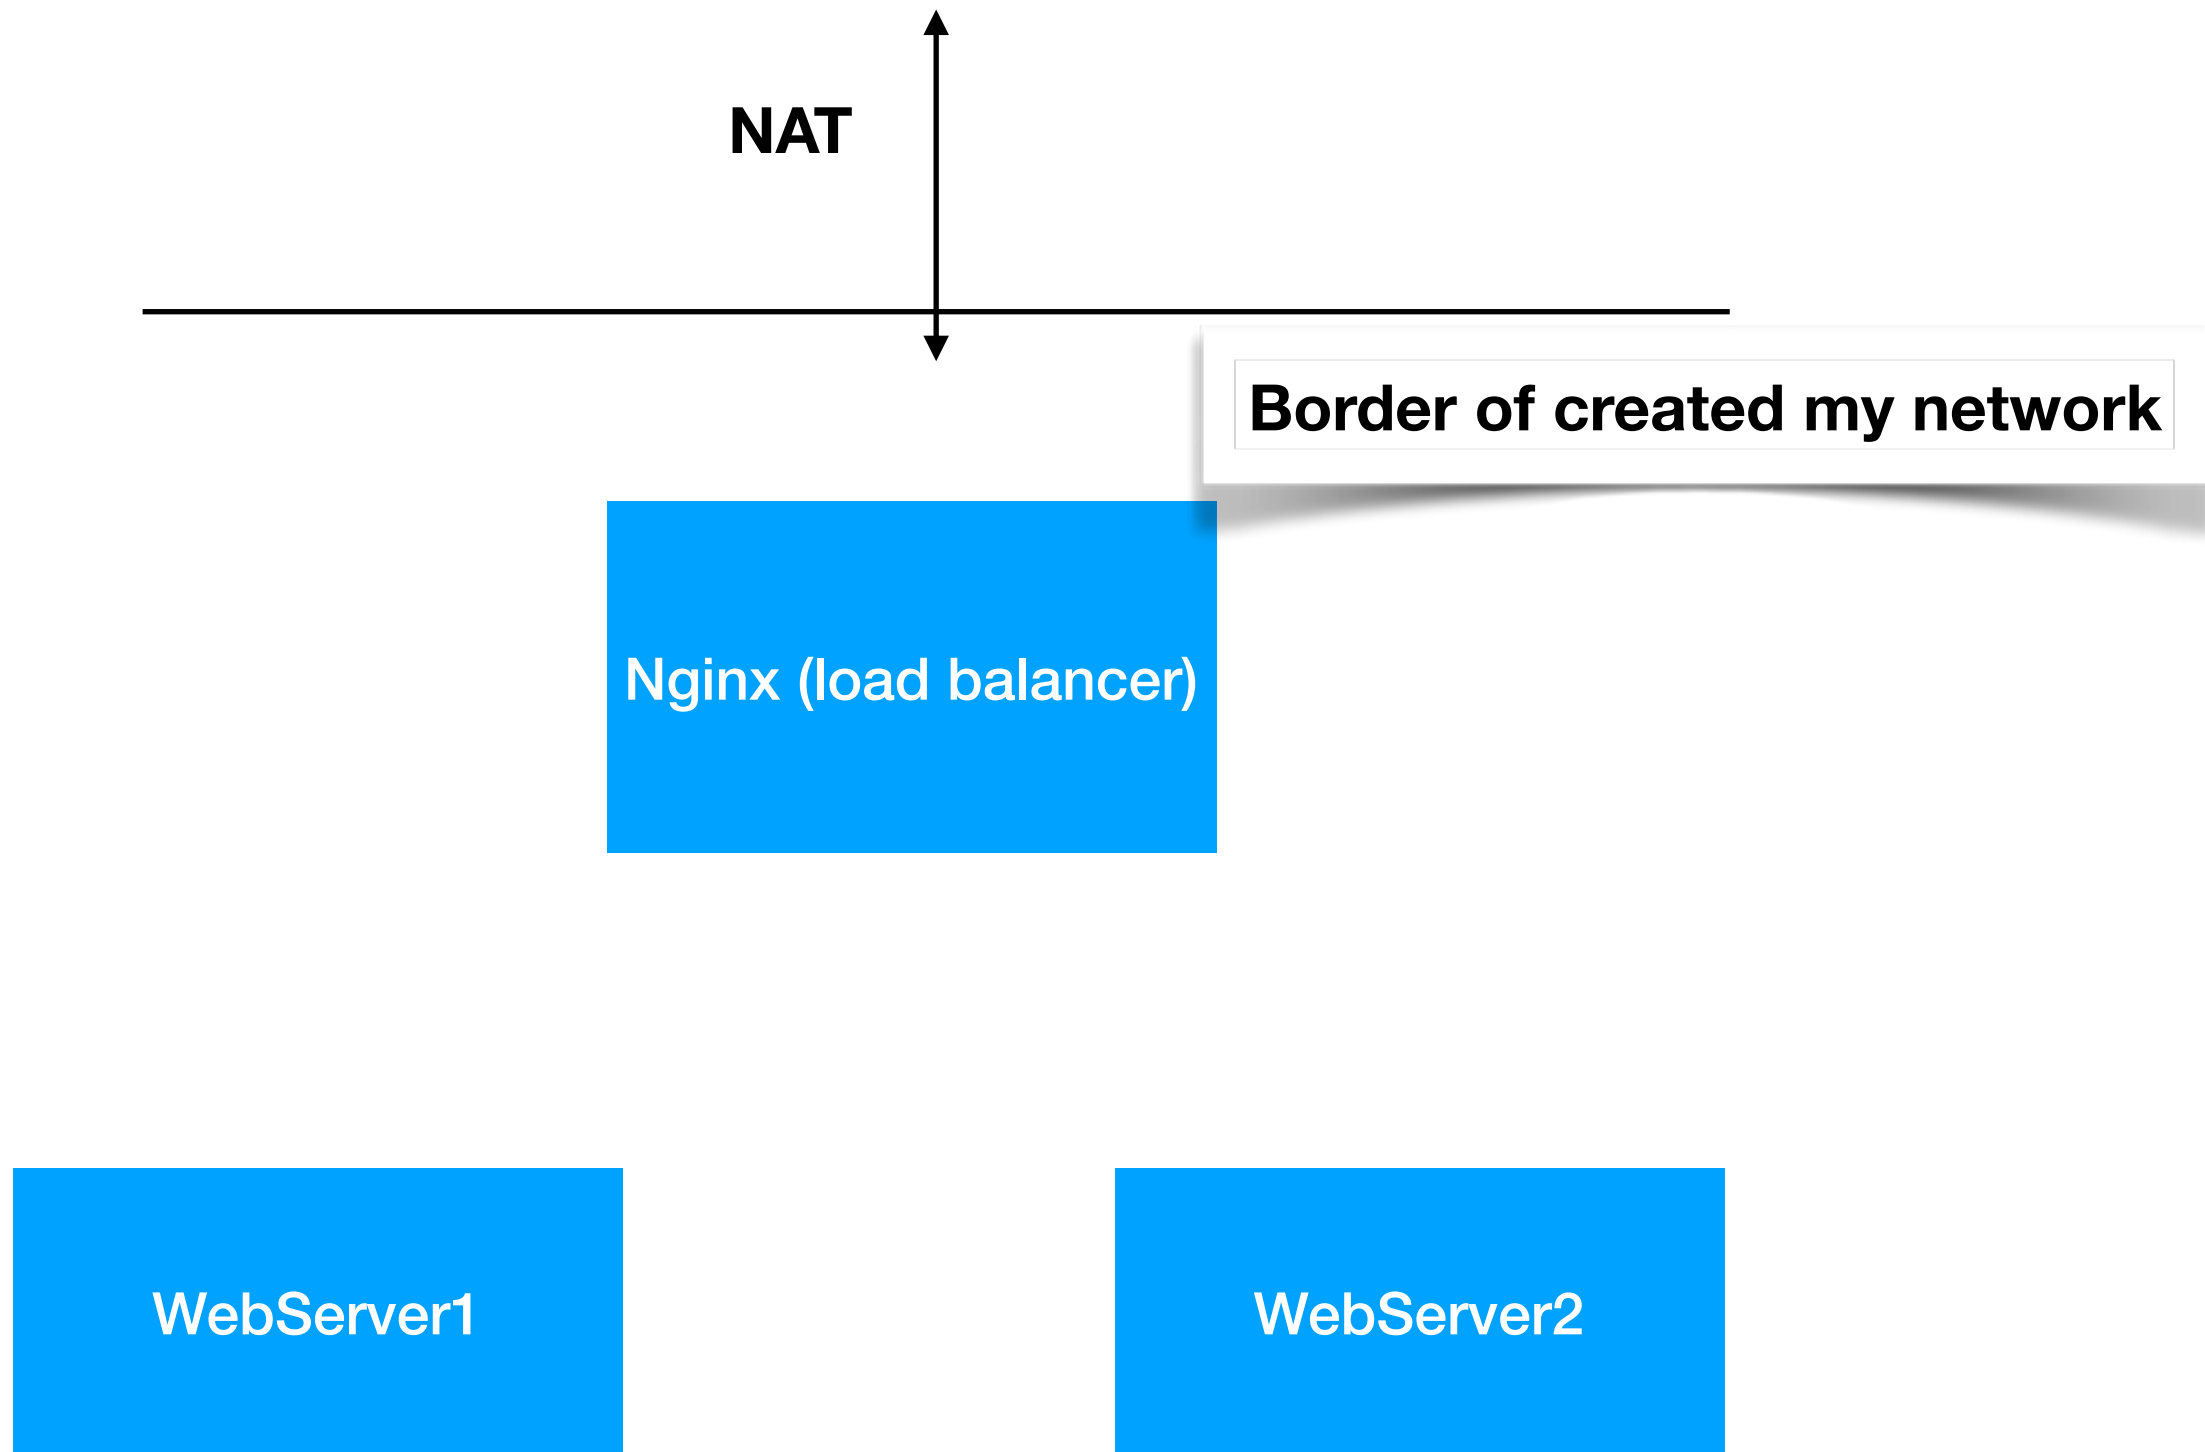 NAT
Border of created my network
Nginx (load balancer)
WebServer1
WebServer2